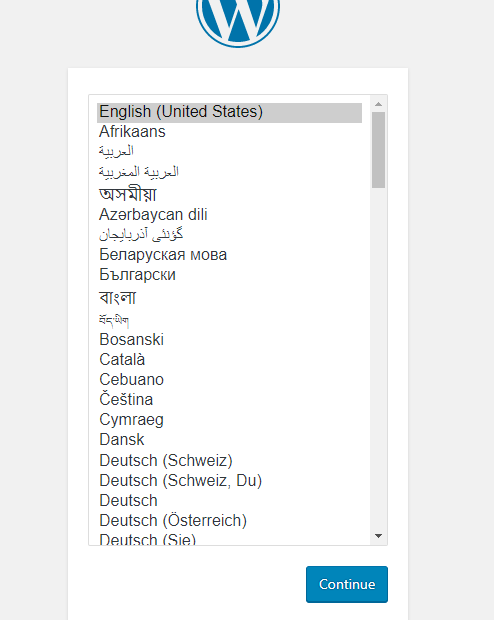 English (United States)
Afrikaans
العربية
العربية المغربية
অসমীয়া
Azərbaycan dili
گؤنئی آذربایجان
Беларуская мова
Български
বাংলা
བོད་ཡིག
Bosanski
Català
Cebuano
Čeština
Cymraeg
Dansk
Deutsch (Schweiz)
Deutsch (Schweiz, Du)
Deutsch
Deutsch (Österreich)
Deutsch (Sie)
Continue